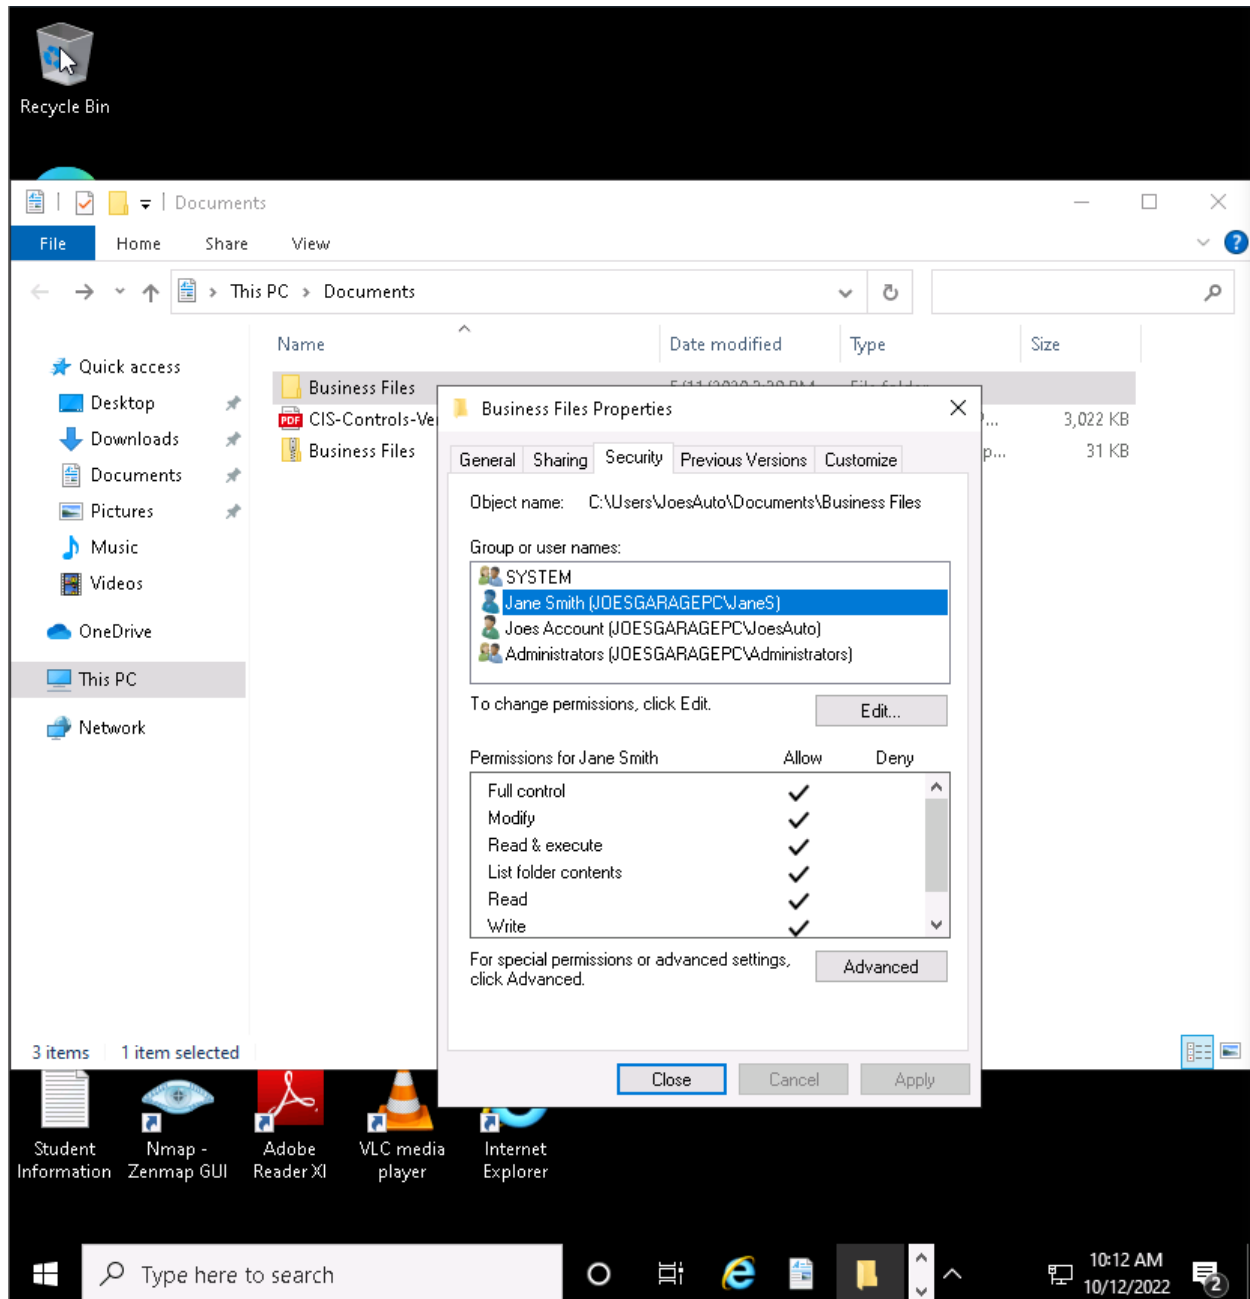 Recycle Bin
Documents
File Home Share View
This PC > Documents
Name Date modified Type Size
Quick access
Desktop
Downloads
Documents
Pictures
Music
Videos
OneDrive
This PC
Network
Business Files
CIS-Controls-Ve 3,022 KB
Business Files 31 KB
Business Files Properties
General Sharing Security Previous Versions Customize
Object name: C:\Users\JoesAuto\Documents\Business Files
Group or user names:
SYSTEM
Jane Smith (JOESGARAGEPC\JaneS)
Joes Account (JOESGARAGEPC\JoesAuto)
Administrators (JOESGARAGEPC\Administrators)
To change permissions, click Edit.
Edit...
Permissions for Jane Smith Allow Deny
Full control
Modify
Read & execute
List folder contents
Read
Write
For special permissions or advanced settings,
click Advanced.
Advanced
Close Cancel Apply
3 items 1 item selected
Student
Information
Nmap -
Zenmap GUI
Adobe
Reader XI
VLC media
player
Internet
Explorer
Type here to search
10:12 AM
10/12/2022
2